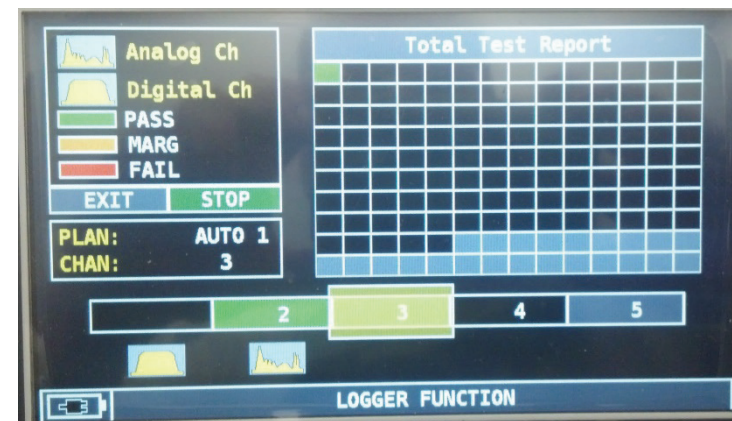 Analog Ch
Digital Ch
PASS
MARG
FAIL
EXIT STOP
PLAN: AUTO 1
CHAN: 3
Total Test Report
2 3 4 5
LOGGER FUNCTION